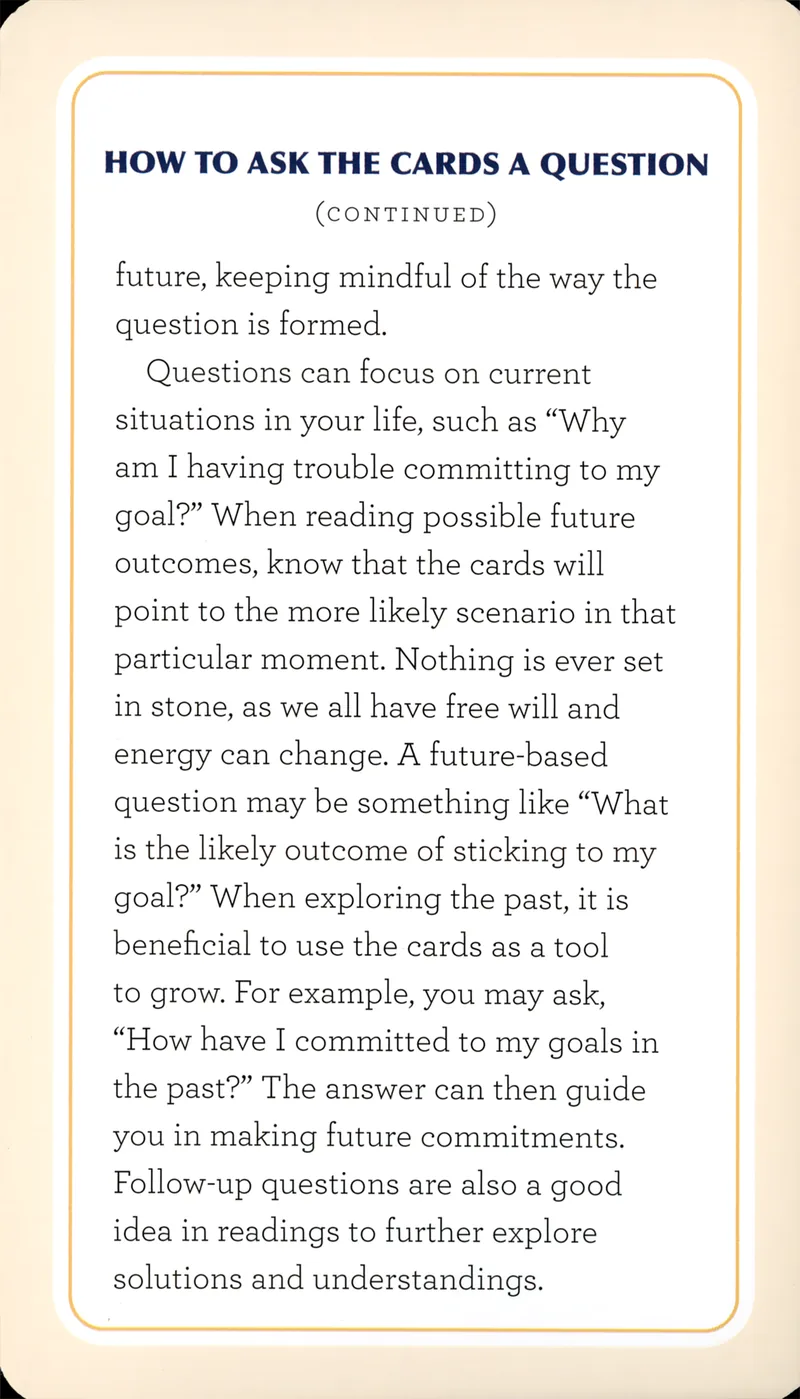 HOW TO ASK THE CARDS A QUESTION
(CONTINUED)
future, keeping mindful of the way the
question is formed.
Questions can focus on current
situations in your life, such as “Why
am I having trouble committing to my
goal?” When reading possible future
outcomes, know that the cards will
point to the more likely scenario in that
particular moment. Nothing is ever set
in stone, as we all have free will and
energy can change. A future-based
question may be something like “What
is the likely outcome of sticking to my
goal?” When exploring the past, it is
beneficial to use the cards as a tool
to grow. For example, you may ask,
“How have I committed to my goals in
the past?” The answer can then guide
you in making future commitments.
Follow-up questions are also a good
idea in readings to further explore
solutions and understandings.